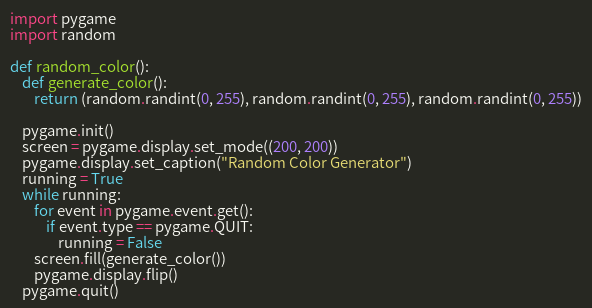 import pygame
import random

def random_color():
    def generate_color():
        return (random.randint(0, 255), random.randint(0, 255), random.randint(0, 255))

    pygame.init()
    screen = pygame.display.set_mode((200, 200))
    pygame.display.set_caption("Random Color Generator")
    running = True
    while running:
        for event in pygame.event.get():
            if event.type == pygame.QUIT:
                running = False
        screen.fill(generate_color())
        pygame.display.flip()
    pygame.quit()